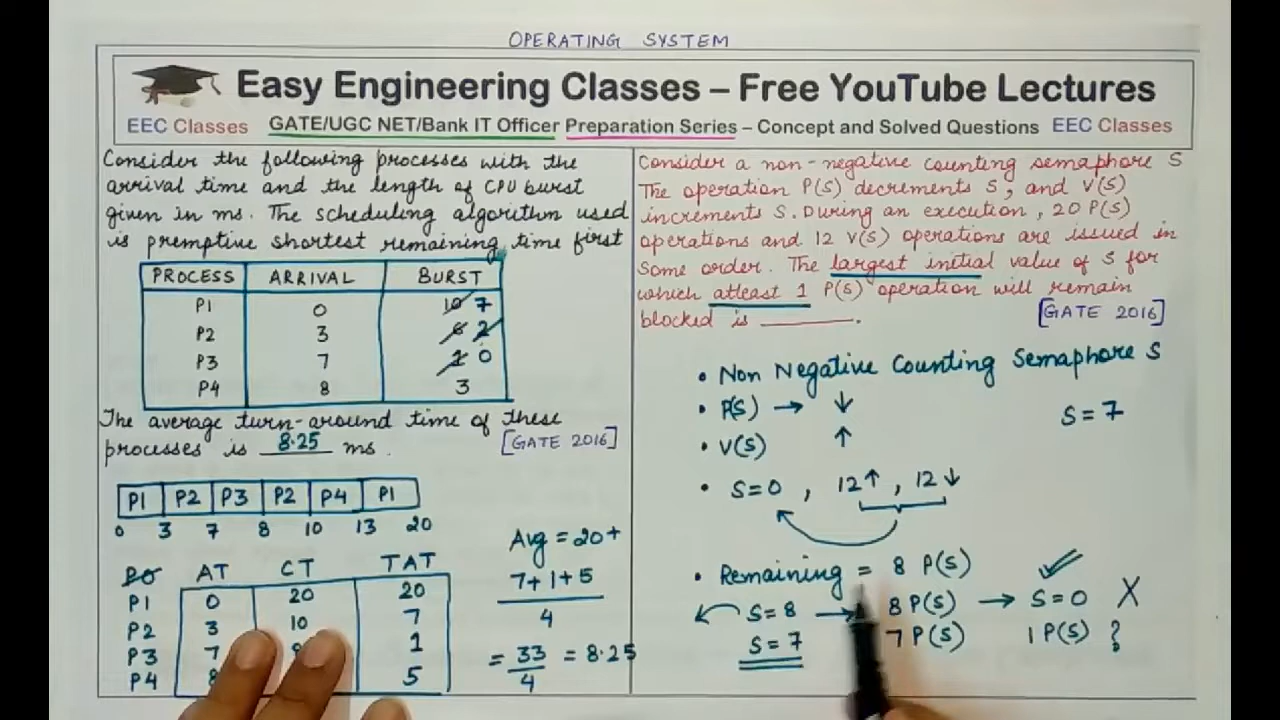 OPERATING SYSTEM
Easy Engineering Classes – Free YouTube Lectures
EEC Classes GATE/UGC NET/Bank IT Officer Preparation Series – Concept and Solved Questions EEC Classes
Consider the following processes with the
arrival time and the length of CPU burst
given in ms. The scheduling algorithm used
is premptive shortest remaining time first
PROCESS ARRIVAL BURST
P1 0 10 7
P2 3 6 2
P3 7 1 0
P4 8 3
The average turn-around time of these
processes is 8.25 ms.
[GATE 2016]
P1 P2 P3 P2 P4 P1
0 3 7 8 10 13 20
AT CT TAT
P1 0 20 20
P2 3 10 7
P3 7 1
P4 8 5
Avg = 20+
7+1+5
4
= 33/4 = 8.25
Consider a non-negative counting semaphore S
The operation P(S) decrements S, and V(S)
increments S. During an execution, 20 P(S)
operations and 12 V(S) operations are issued in
some order. The largest initial value of S for
which atleast 1 P(S) operation will remain
blocked is ______.
[GATE 2016]
• Non Negative Counting Semaphore S
• P(S) → ↓
S=7
• V(S) ↑
• S=0, 12↑, 12↓
• Remaining = 8 P(S)
S=8 → 8 P(S) → S=0 X
S=7 7 P(S) 1 P(S) ?